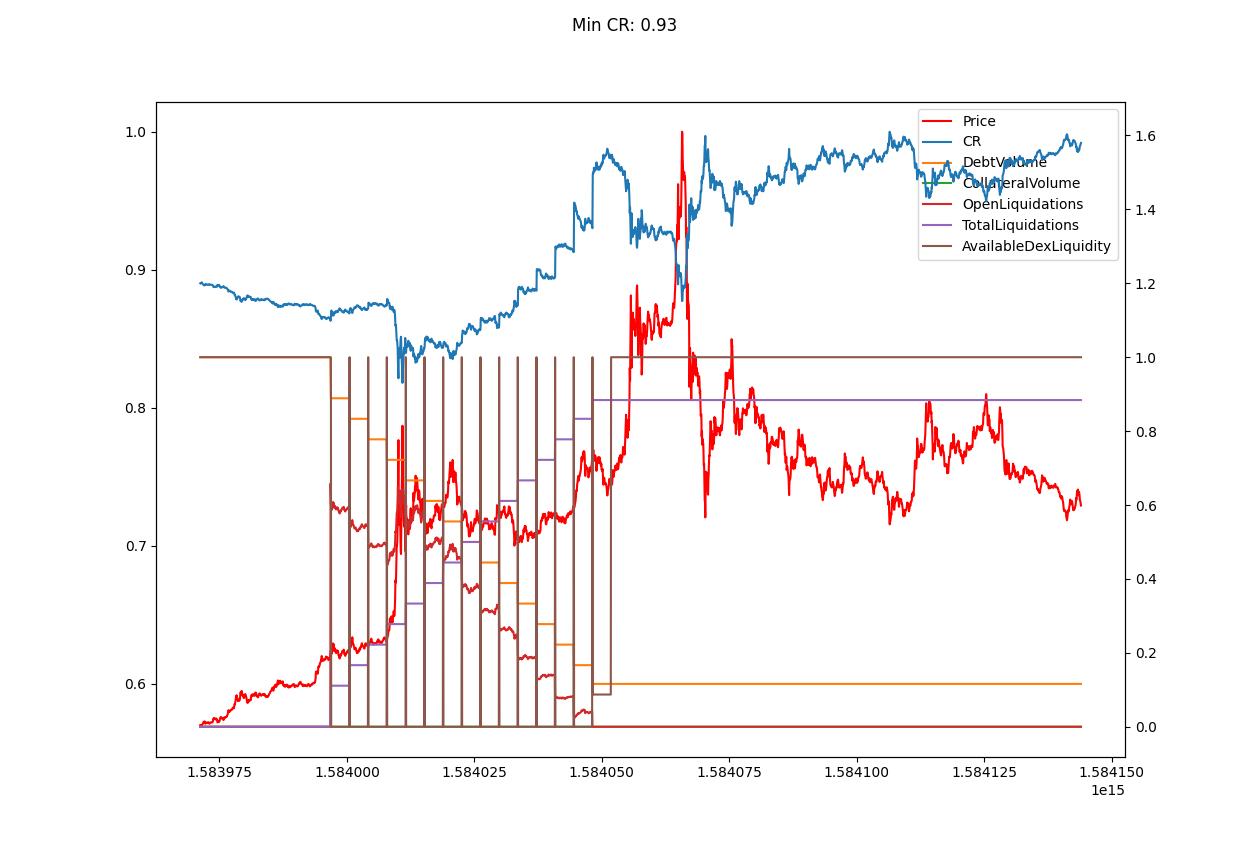 Min CR: 0.93
1.0
0.9
0.8
0.7
0.6
1.6
1.4
1.2
1.0
0.8
0.6
0.4
0.2
0.0
Price
CR
DebtVolume
CollateralVolume
OpenLiquidations
TotalLiquidations
AvailableDexLiquidity
1.583975 1.584000 1.584025 1.584050 1.584075 1.584100 1.584125 1.584150
1e15